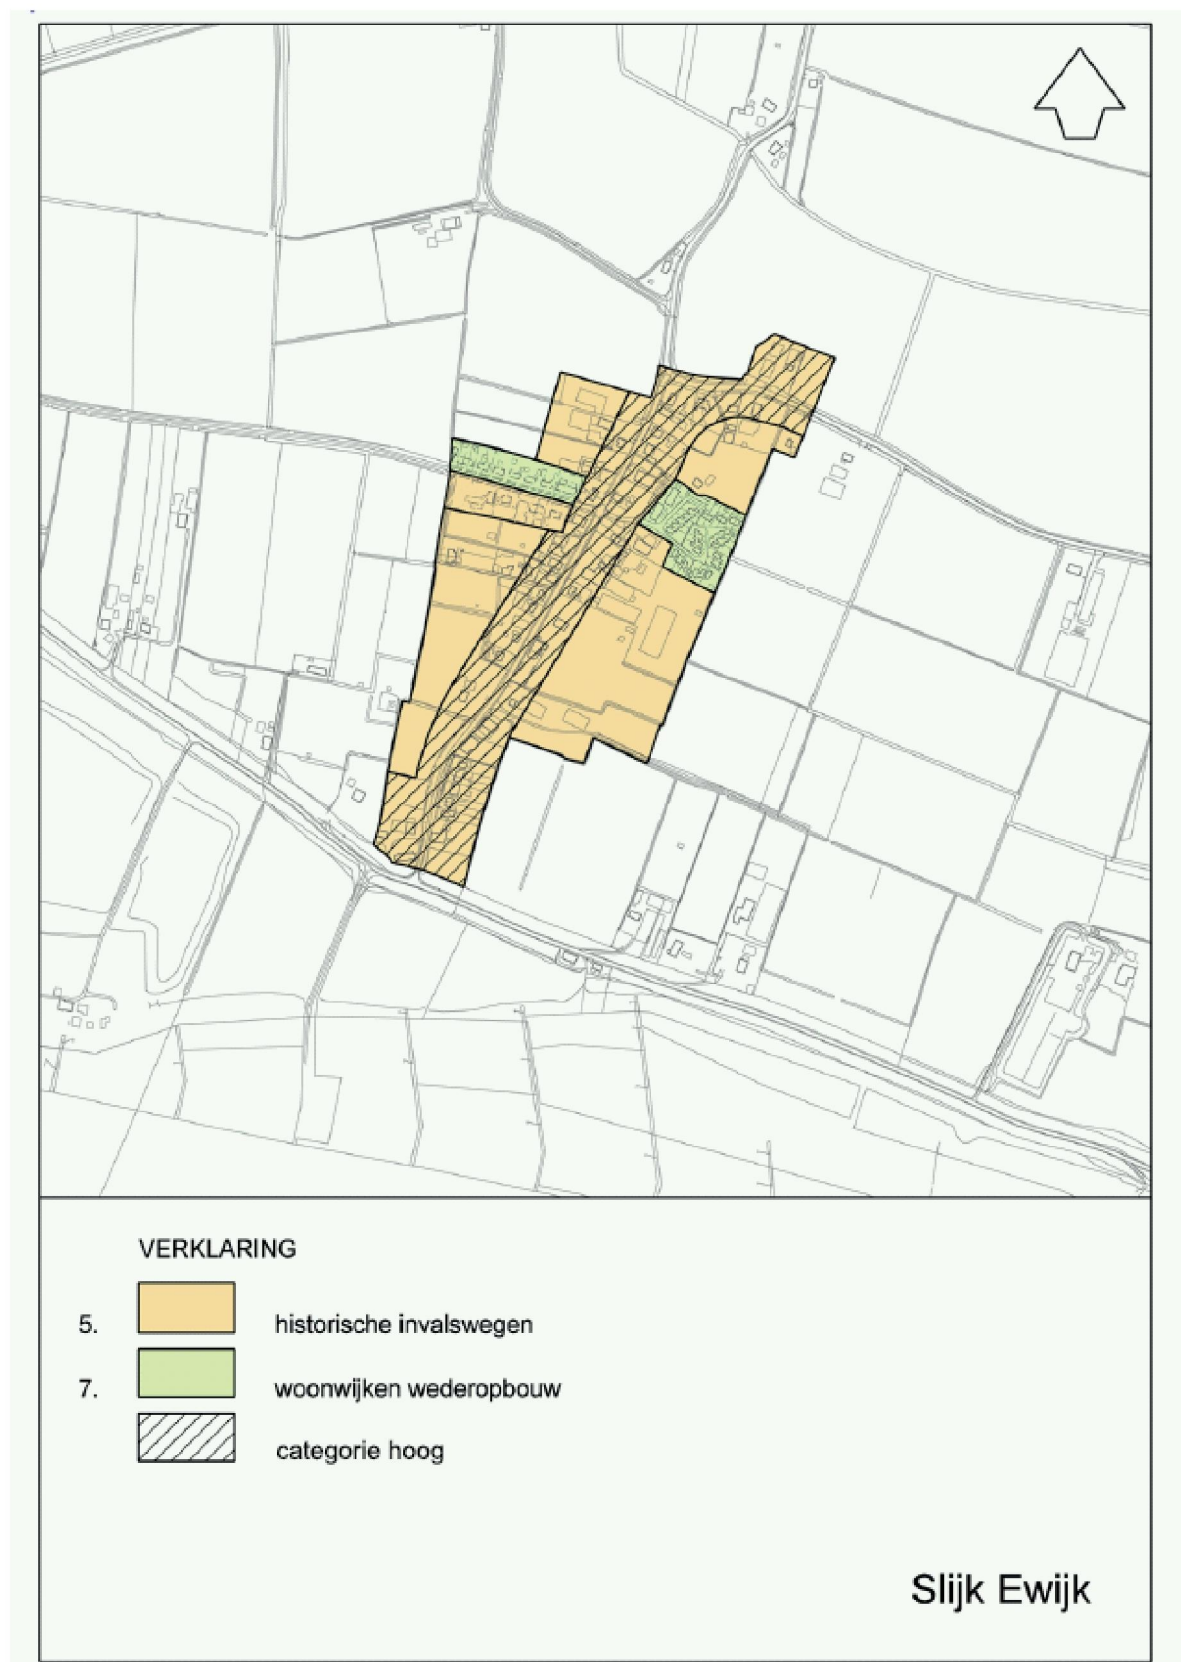 VERKLARING
5. historische invalswegen
7. woonwijken wederopbouw
categorie hoog
Slijk Ewijk